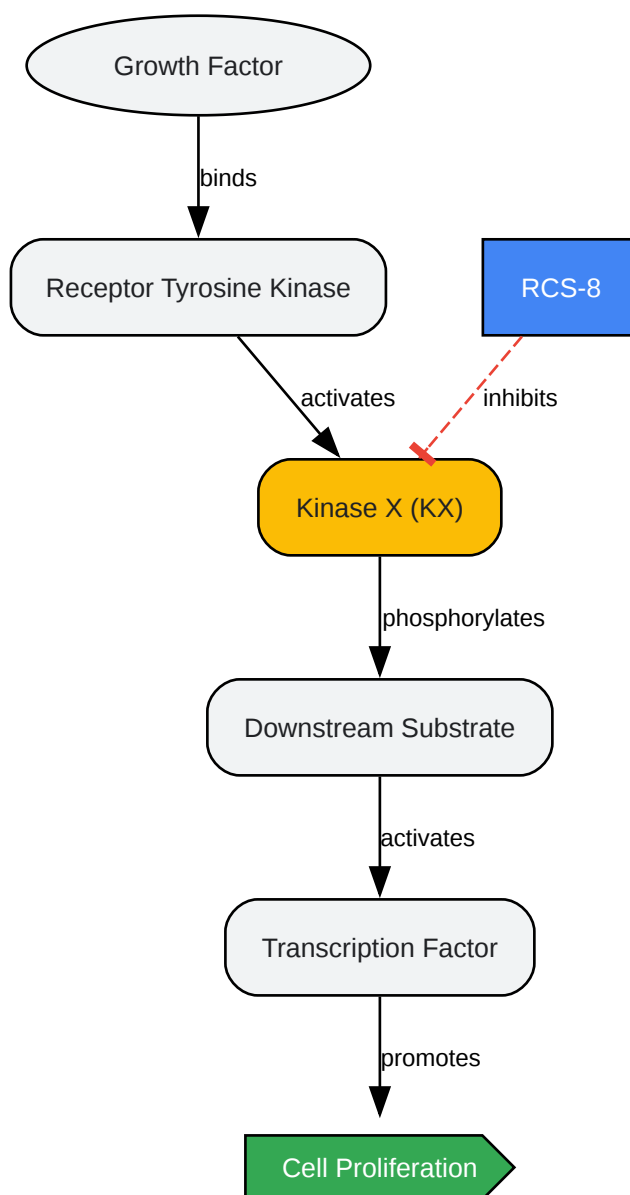 Growth Factor
binds
Receptor Tyrosine Kinase
RCS-8
activates
inhibits
Kinase X (KX)
phosphorylates
Downstream Substrate
activates
Transcription Factor
promotes
Cell Proliferation